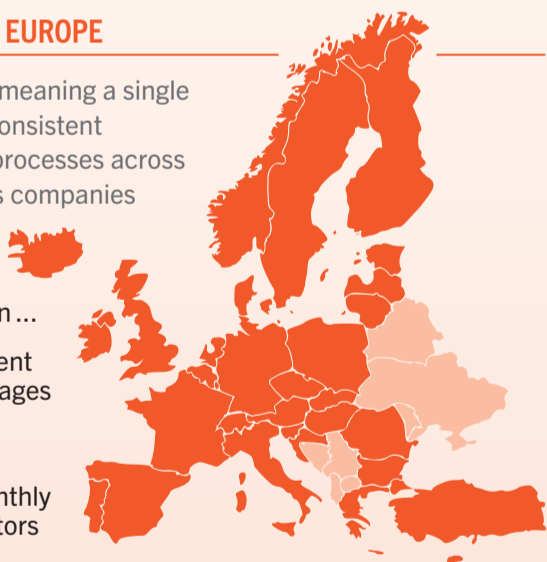 EUROPE
meaning a single
onsistent
processes across
s companies
n ...
ent
ages
nthly
tors